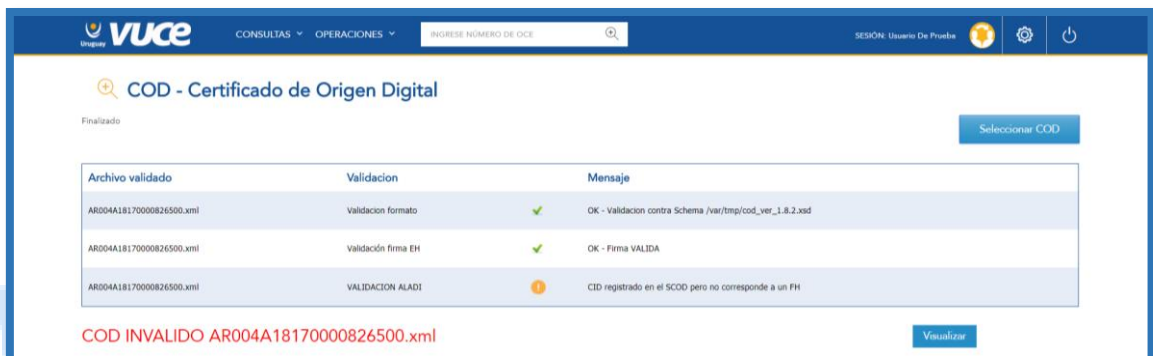 Uruguay VUCE CONSULTAS OPERACIONES INGRESE NÚMERO DE OCE SESIÓN: Usuario De Prueba
COD - Certificado de Origen Digital
Finalizado
Seleccionar COD
Archivo validado Validacion Mensaje
AR004A18170000826500.xml Validacion formato OK - Validacion contra Schema /var/tmp/cod_ver_1.8.2.xsd
AR004A18170000826500.xml Validación firma EH OK - Firma VALIDA
AR004A18170000826500.xml VALIDACION ALADI CID registrado en el SCOD pero no corresponde a un FH
COD INVALIDO AR004A18170000826500.xml Visualizar